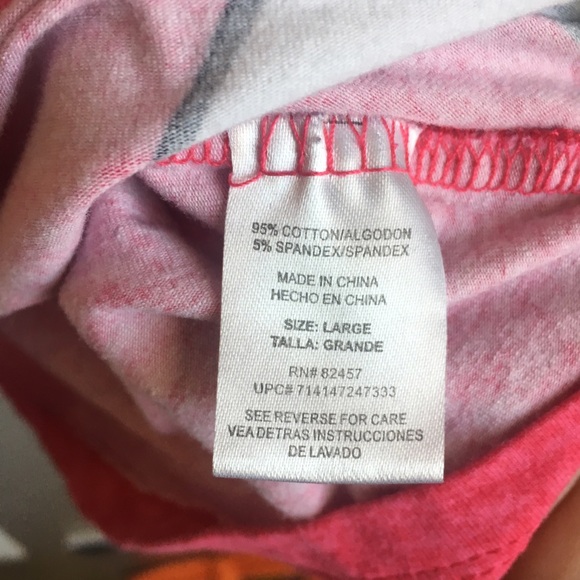 95% COTTON/ALGODON
5% SPANDEX/SPANDEX
MADE IN CHINA
HECHO EN CHINA
SIZE: LARGE
TALLA: GRANDE
RN# 82457
UPC# 714147247333
SEE REVERSE FOR CARE
VEA DETRAS INSTRUCCIONES
DE LAVADO